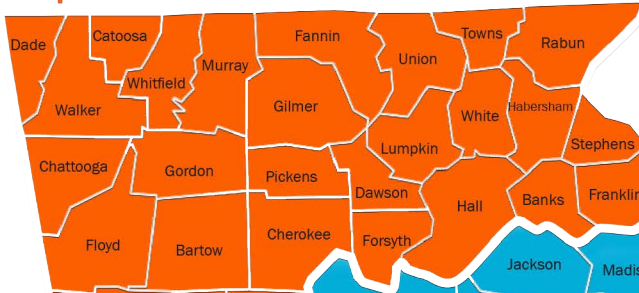 Dade
Catoosa
Fannin
Towns
Rabun
Union
Murray
Whitfield
Walker
Gilmer
Habersham
White
Stephens
Lumpkin
Chattooga
Gordon
Pickens
Dawson
Banks
Franklin
Hall
Floyd
Bartow
Cherokee
Forsyth
Jackson
Madis